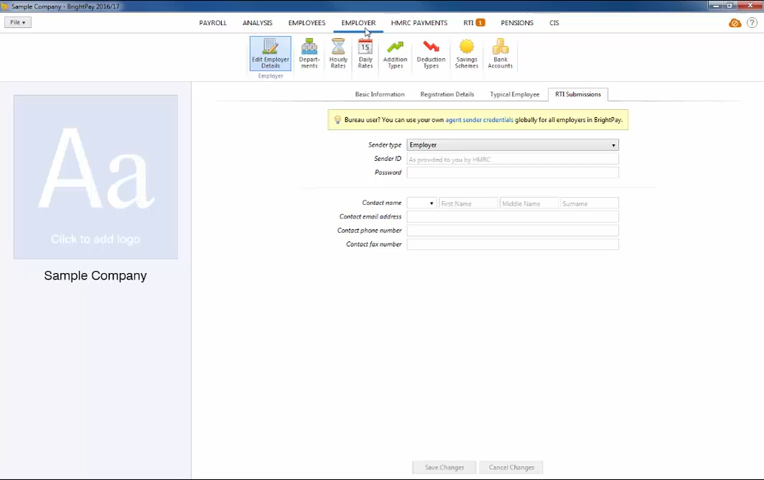 Sample Company - BrightPay 2016/17
File
PAYROLL ANALYSIS EMPLOYEES EMPLOYER HMRC PAYMENTS RTI 1 PENSIONS CIS
Edit Employer Details
Depart-ments
Hourly Rates
15
Daily Rates
Addition Types
Deduction Types
Savings Schemes
Bank Accounts
Employer
Basic Information Registration Details Typical Employee RTI Submissions
Bureau user? You can use your own agent sender credentials globally for all employers in BrightPay.
Sender type Employer
Sender ID As provided to you by HMRC
Password
Contact name First Name Middle Name Surname
Contact email address
Contact phone number
Contact fax number
Aa
Click to add logo
Sample Company
Save Changes Cancel Changes